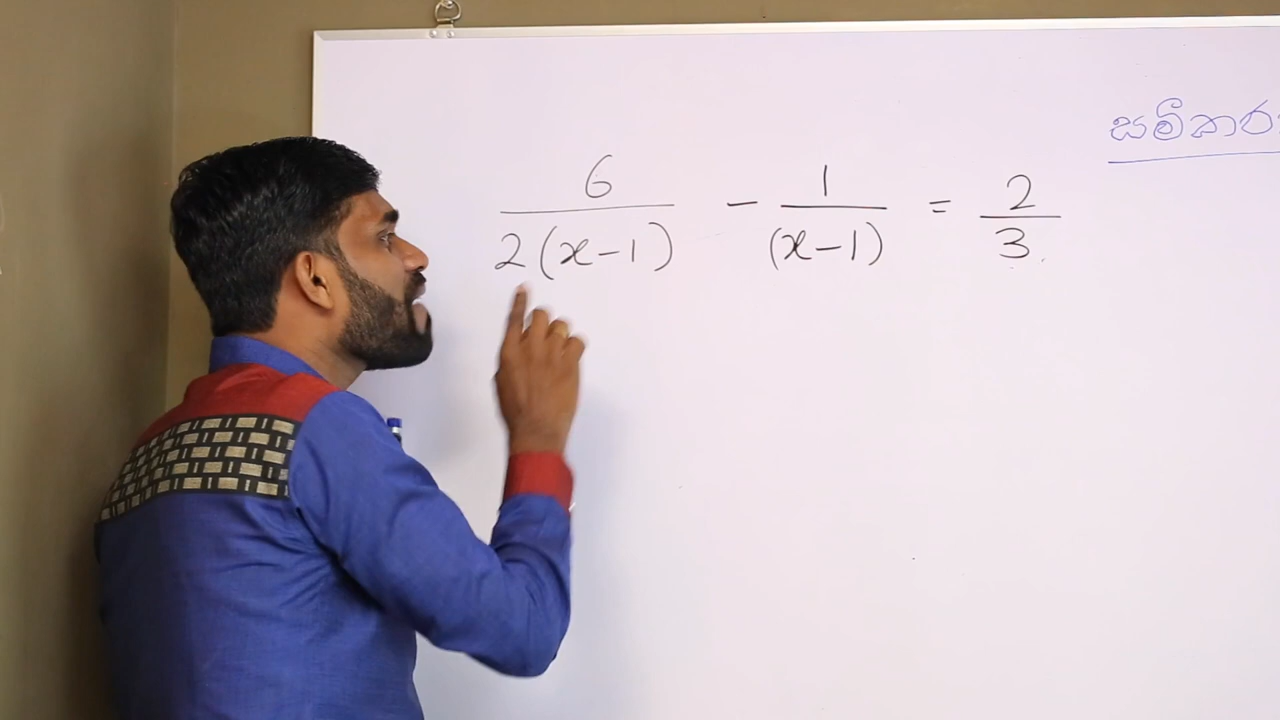 සමීකරණ
6/2(x-1) - 1/(x-1) = 2/3